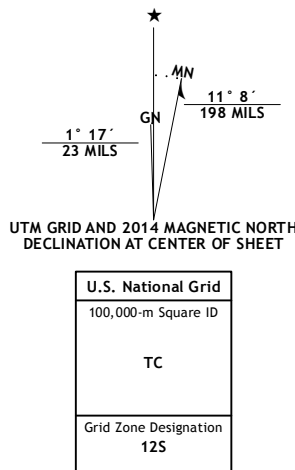 MN
GN
11° 8´
198 MILS
1° 17´
23 MILS
UTM GRID AND 2014 MAGNETIC NORTH
DECLINATION AT CENTER OF SHEET
U.S. National Grid
100,000-m Square ID
TC
Grid Zone Designation
12S